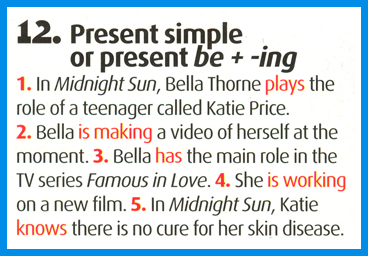 12. Present simple
or present be + -ing
1. In Midnight Sun, Bella Thorne plays the
role of a teenager called Katie Price.
2. Bella is making a video of herself at the
moment. 3. Bella has the main role in the
TV series Famous in Love. 4. She is working
on a new film. 5. In Midnight Sun, Katie
knows there is no cure for her skin disease.